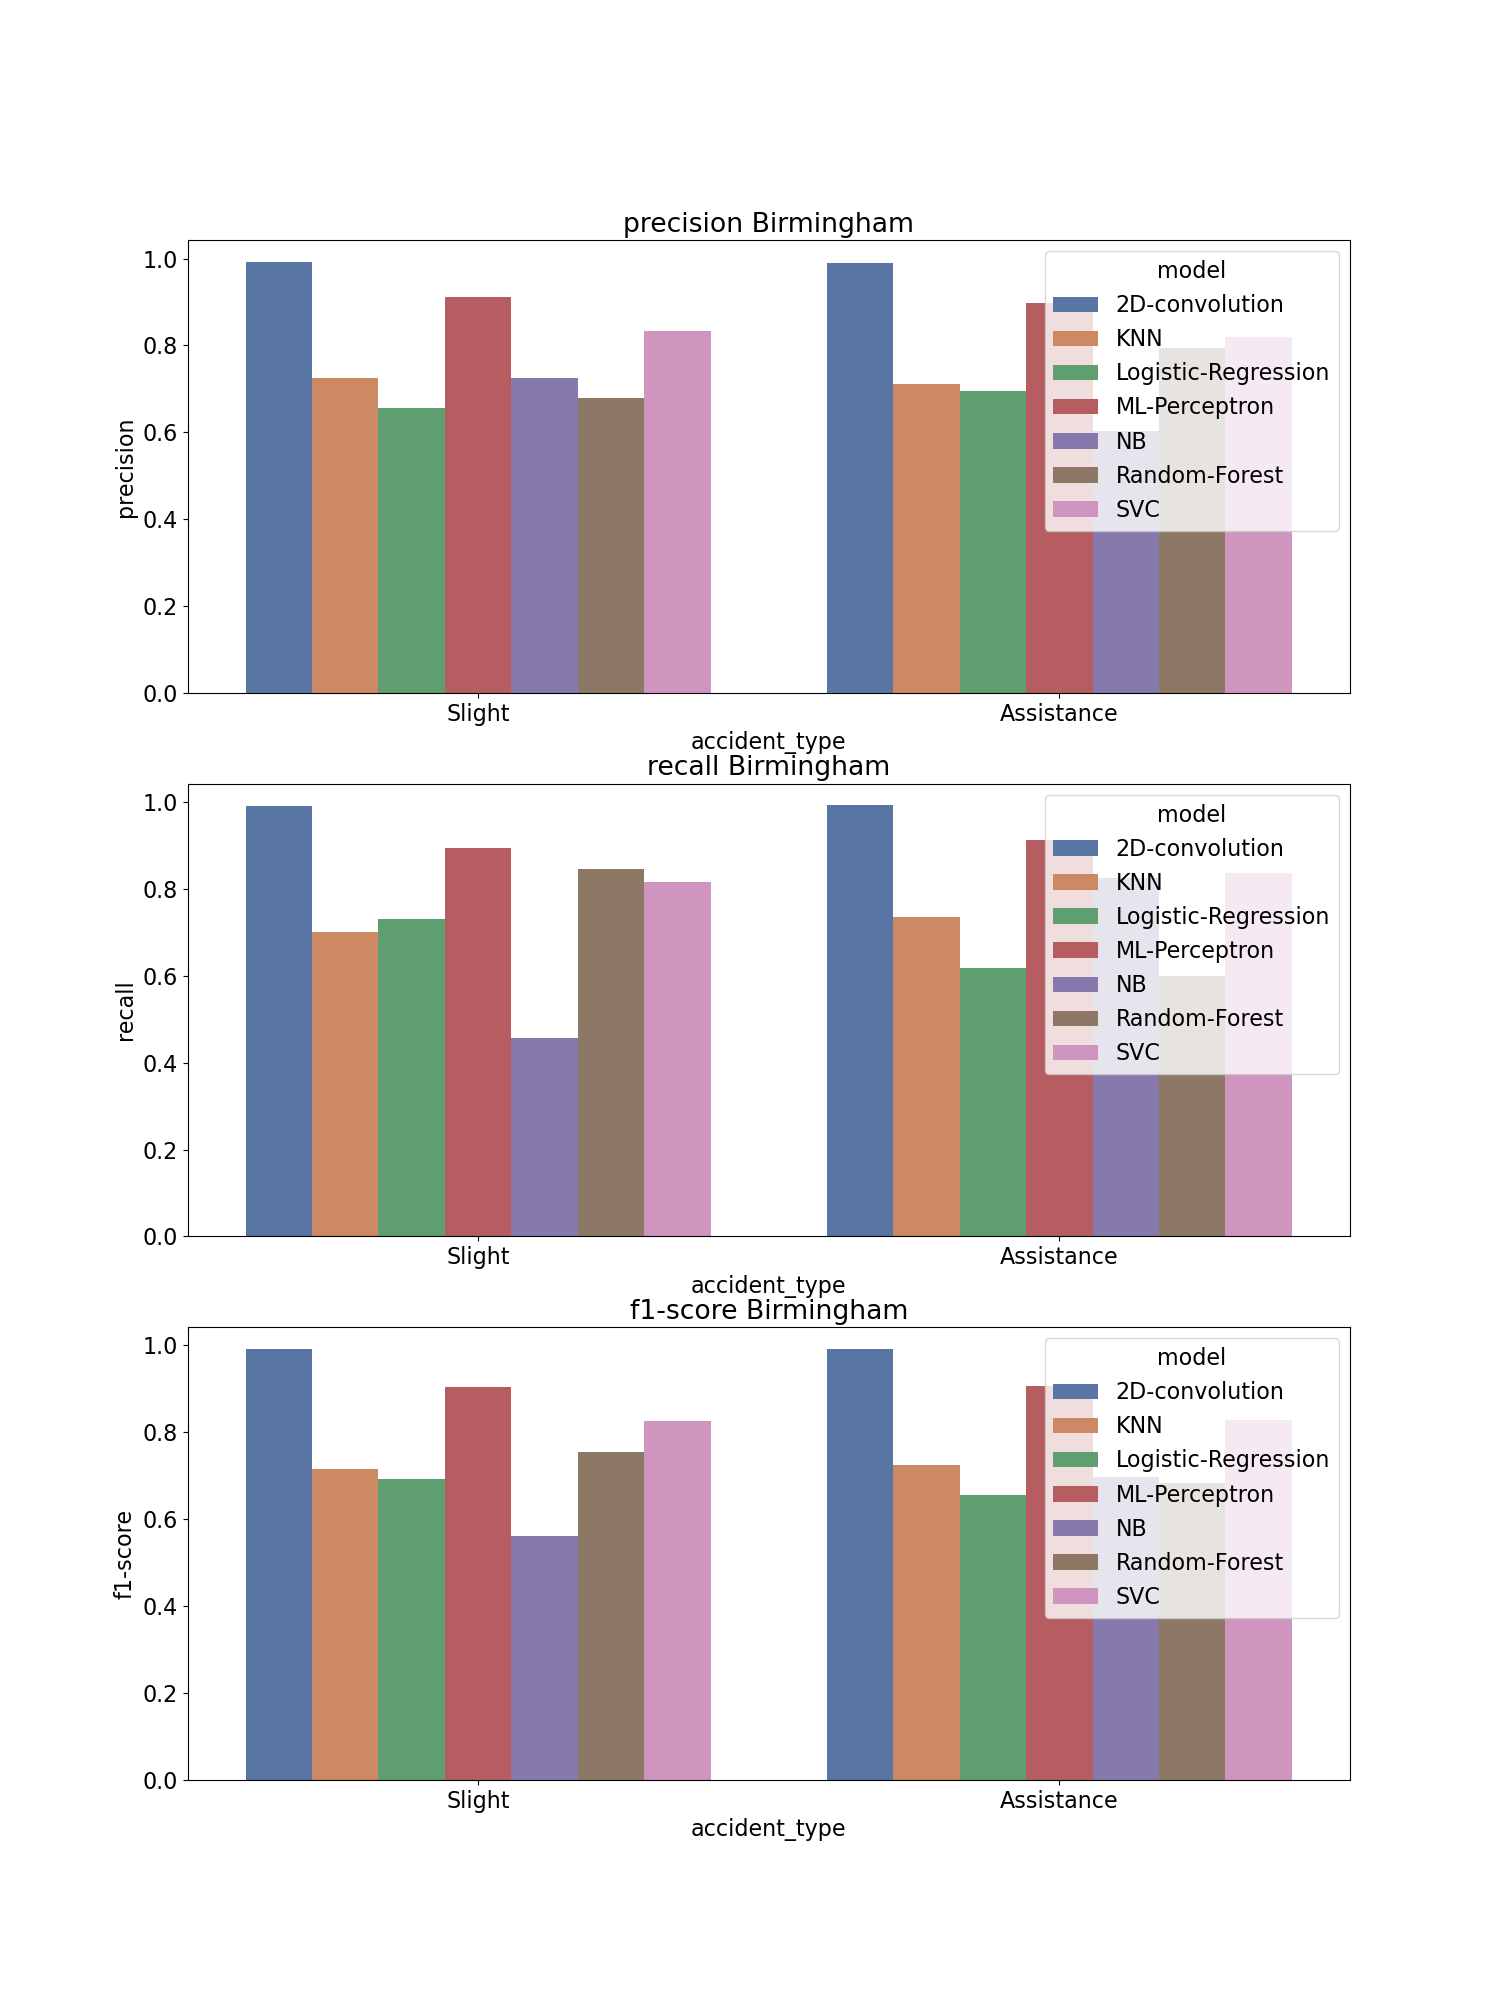 precision Birmingham
1.0
0.8
0.6
0.4
0.2
0.0
precision
model
2D-convolution
KNN
Logistic-Regression
ML-Perceptron
NB
Random-Forest
SVC
Slight
Assistance
accident_type
recall Birmingham
1.0
0.8
0.6
0.4
0.2
0.0
recall
model
2D-convolution
KNN
Logistic-Regression
ML-Perceptron
NB
Random-Forest
SVC
Slight
Assistance
accident_type
f1-score Birmingham
1.0
0.8
0.6
0.4
0.2
0.0
f1-score
model
2D-convolution
KNN
Logistic-Regression
ML-Perceptron
NB
Random-Forest
SVC
Slight
Assistance
accident_type